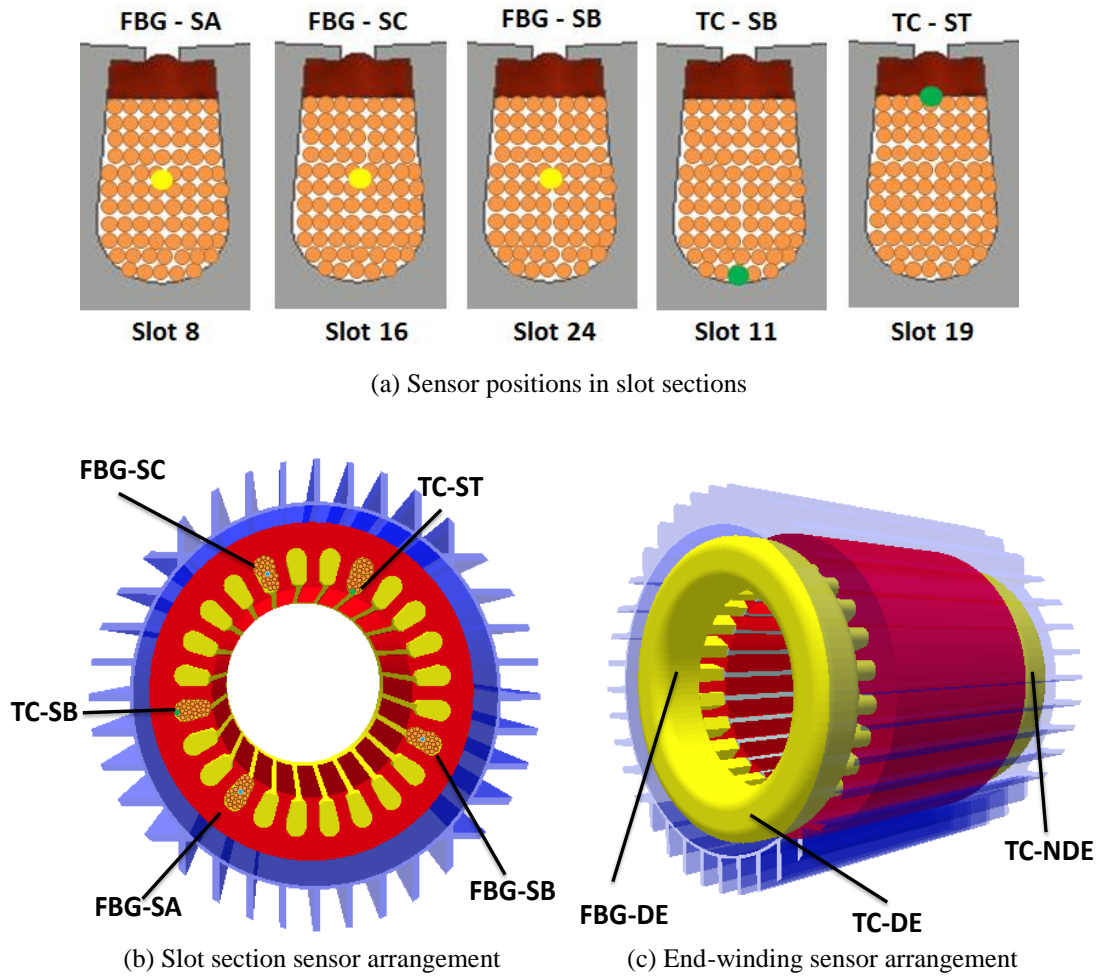 FBG - SA FBG - SC FBG - SB TC - SB TC - ST
Slot 8 Slot 16 Slot 24 Slot 11 Slot 19
(a) Sensor positions in slot sections
FBG-SC
TC-ST
TC-SB
FBG-SA
FBG-SB
(b) Slot section sensor arrangement
TC-NDE
FBG-DE
TC-DE
(c) End-winding sensor arrangement